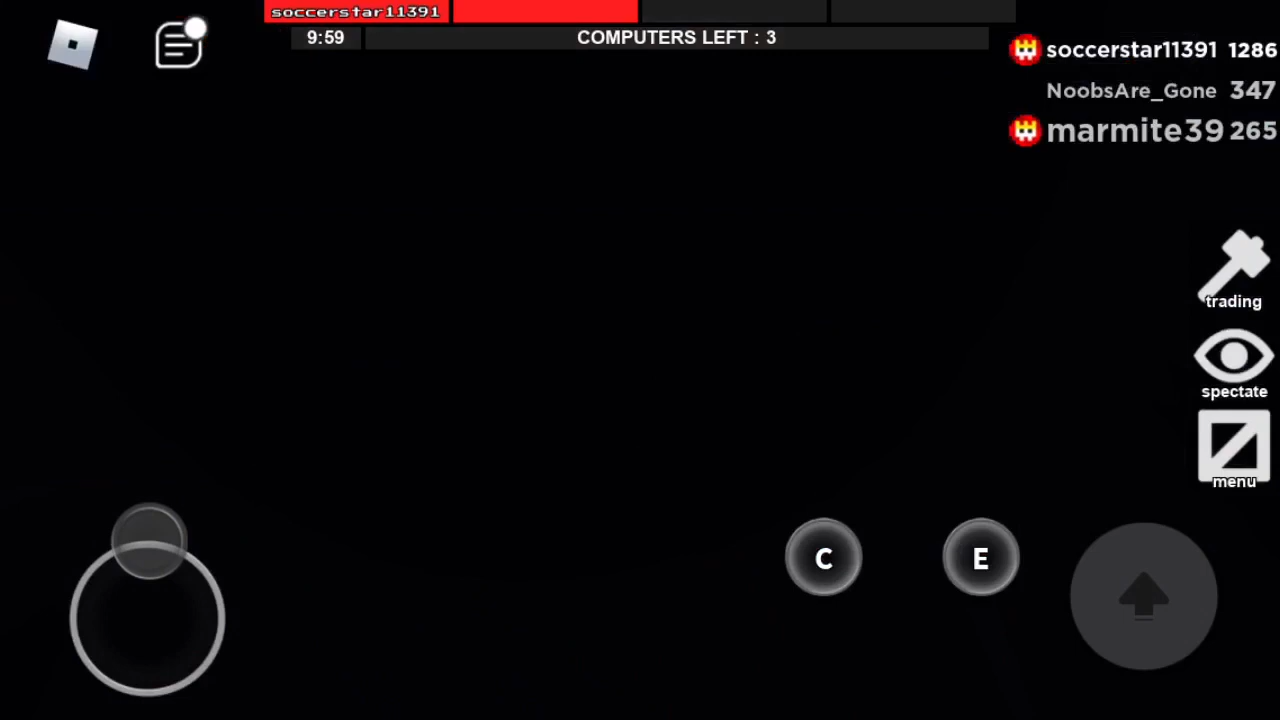 soccerstar11391
9:59
COMPUTERS LEFT : 3
soccerstar11391 1286
NoobsAre_Gone 347
marmite39 265
trading
spectate
menu
C
E